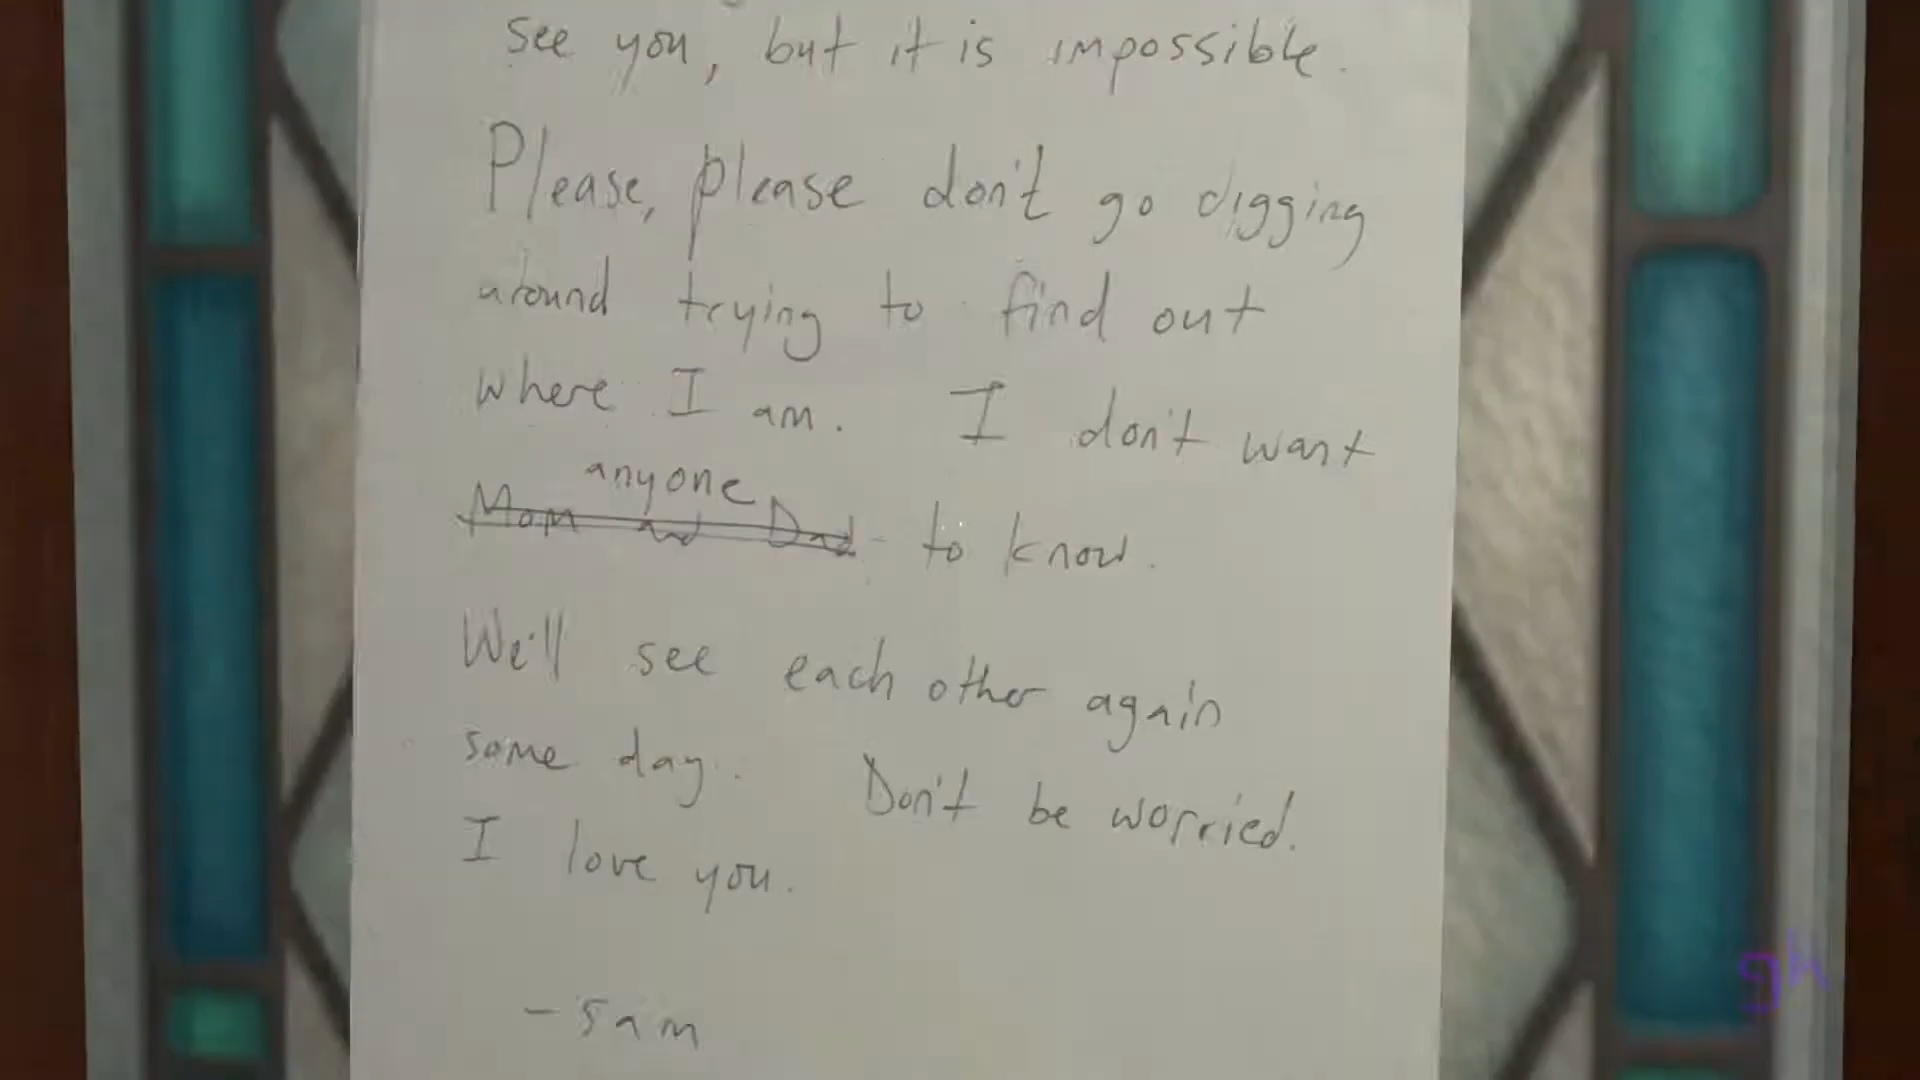 see you, but it is impossible.
Please, please don't go digging
around trying to find out
where I am. I don't want
anyone
Mom and Dad to know.
We'll see each other again
some day. Don't be worried.
I love you.
-Sam
gh